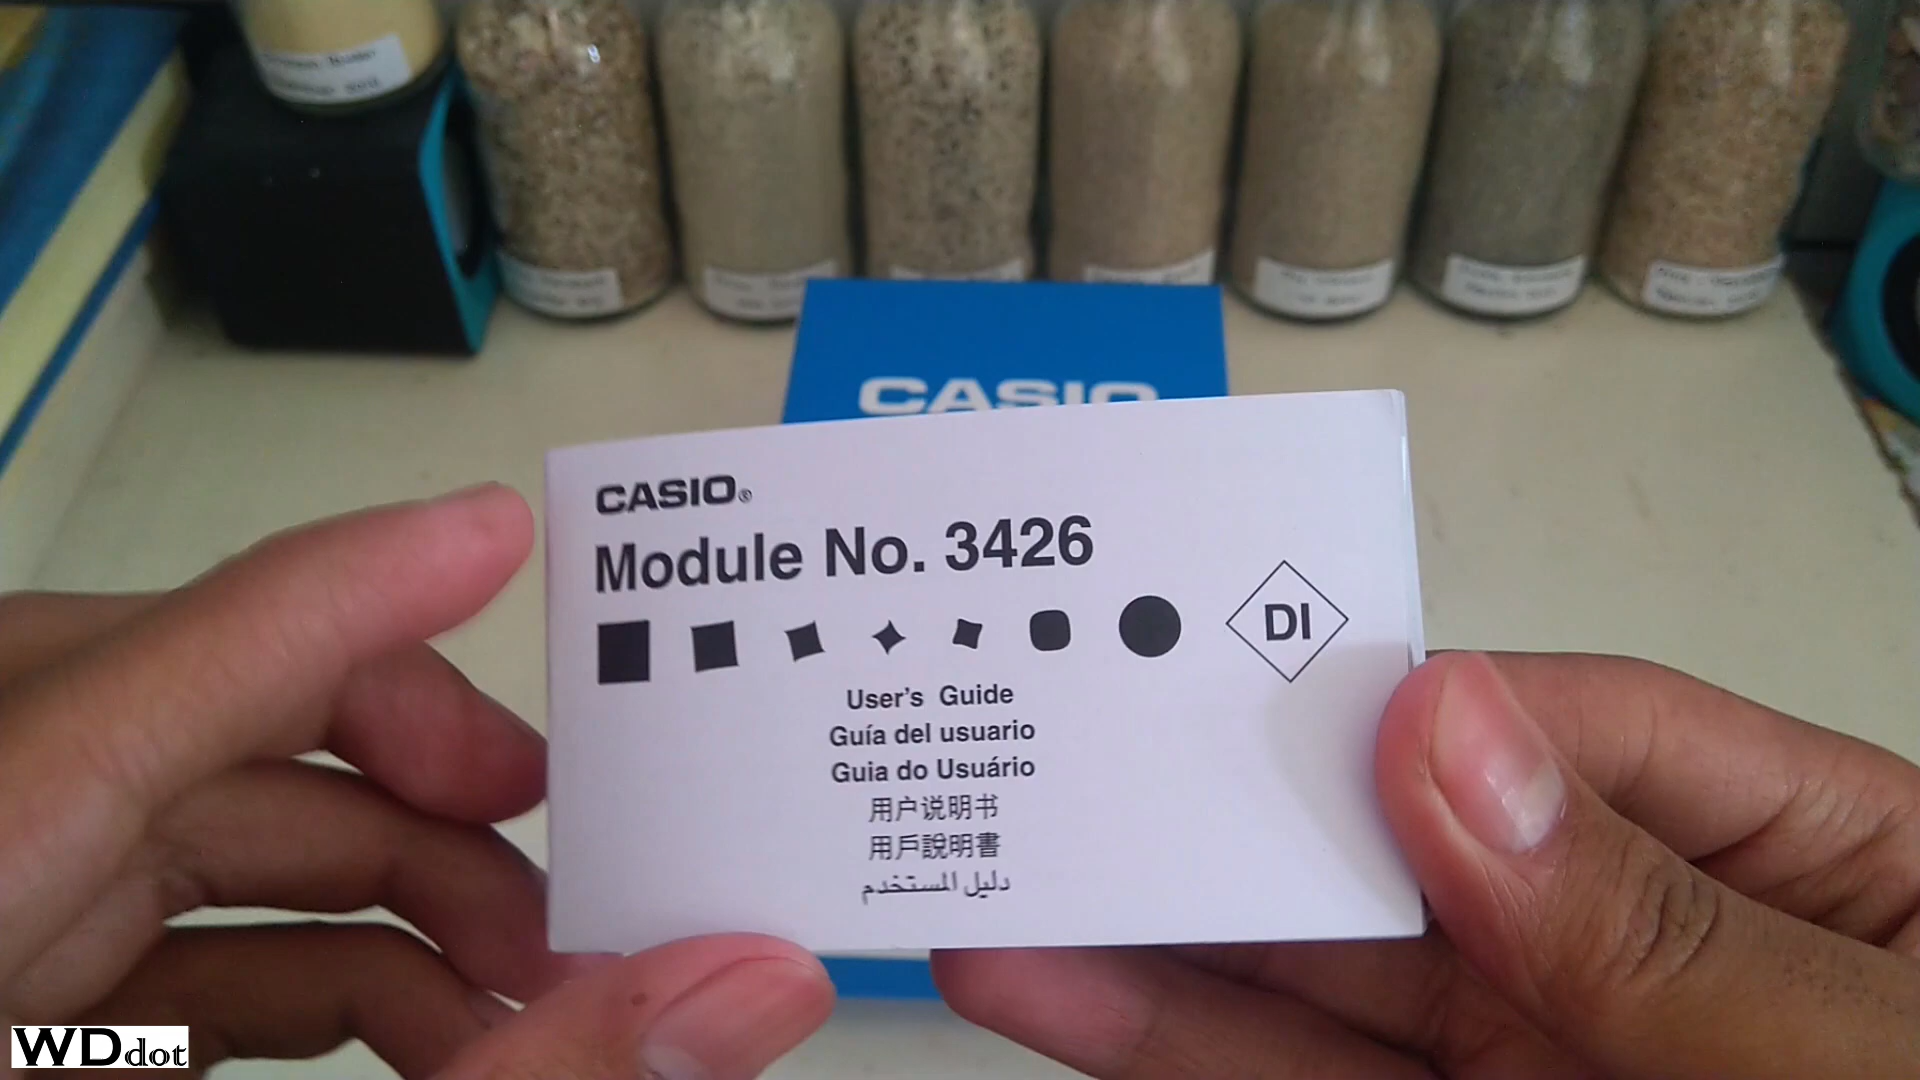 CASIO
CASIO®
Module No. 3426
DI
User's Guide
Guía del usuario
Guia do Usuário
用户说明书
用戶說明書
دليل المستخدم
WDdot